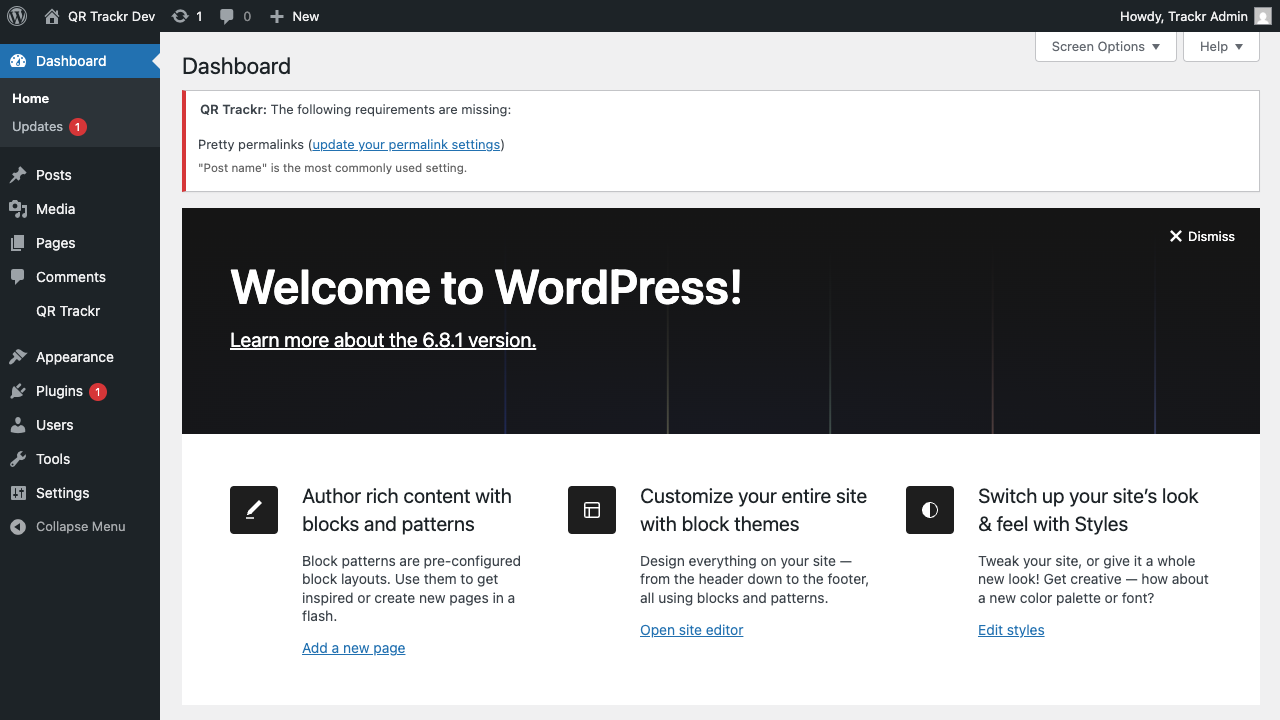 QR Trackr Dev 1 0 New Howdy, Trackr Admin
Screen Options Help
Dashboard
Home
Updates 1
Posts
Media
Pages
Comments
QR Trackr
Appearance
Plugins 1
Users
Tools
Settings
Collapse Menu
Dashboard
QR Trackr: The following requirements are missing:
Pretty permalinks (update your permalink settings)
"Post name" is the most commonly used setting.
Dismiss
Welcome to WordPress!
Learn more about the 6.8.1 version.
Author rich content with
blocks and patterns
Block patterns are pre-configured
block layouts. Use them to get
inspired or create new pages in a
flash.
Add a new page
Customize your entire site
with block themes
Design everything on your site —
from the header down to the footer,
all using blocks and patterns.
Open site editor
Switch up your site’s look
& feel with Styles
Tweak your site, or give it a whole
new look! Get creative — how about
a new color palette or font?
Edit styles